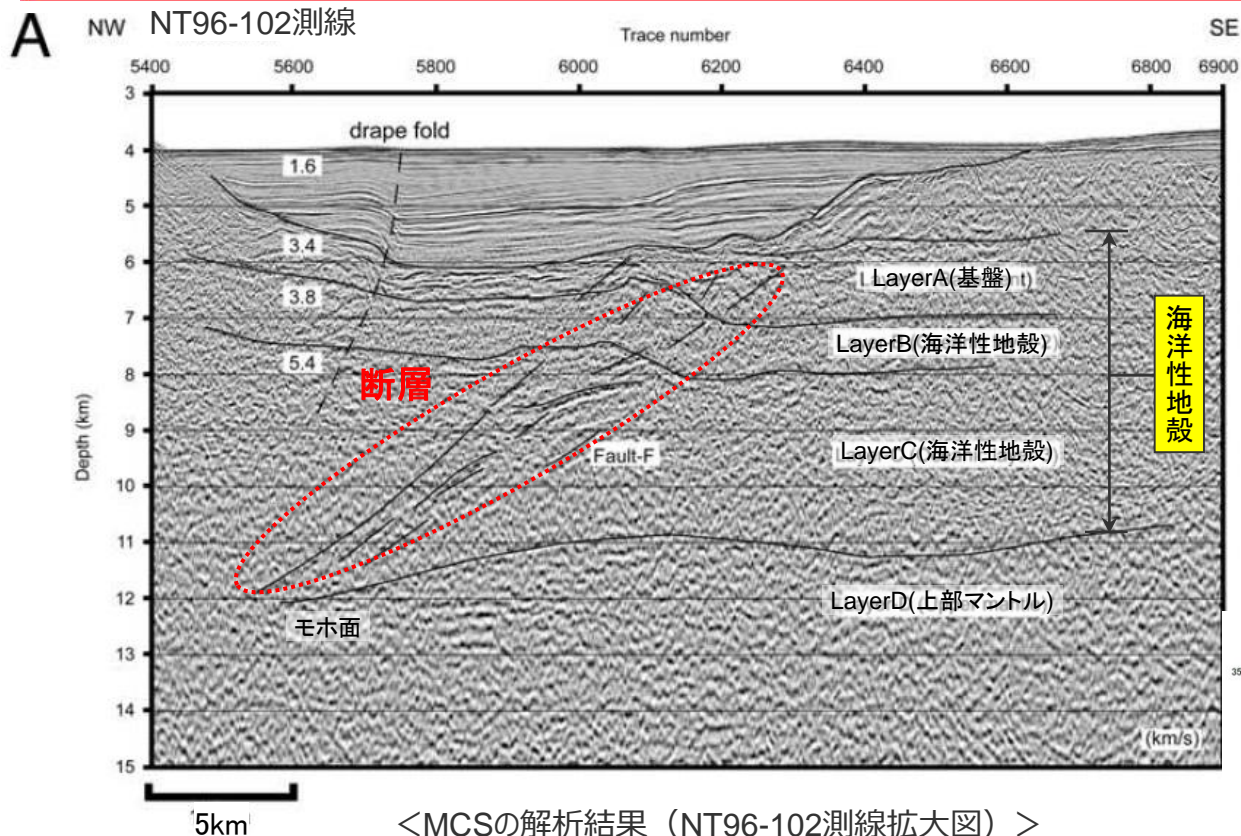 A
NW NT96-102測線 Trace number SE
5400 5600 5800 6000 6200 6400 6600 6800 6900
3
drape fold
4
1.6
5
3.4
6
LayerA(基盤)
3.8
7
LayerB(海洋性地殻)
5.4
8
断層
海洋性地殻
9
Depth (km)
Fault-F
LayerC(海洋性地殻)
10
11
12
LayerD(上部マントル)
モホ面
13
35
14
(km/s)
15
5km
<MCSの解析結果（NT96-102測線拡大図）>